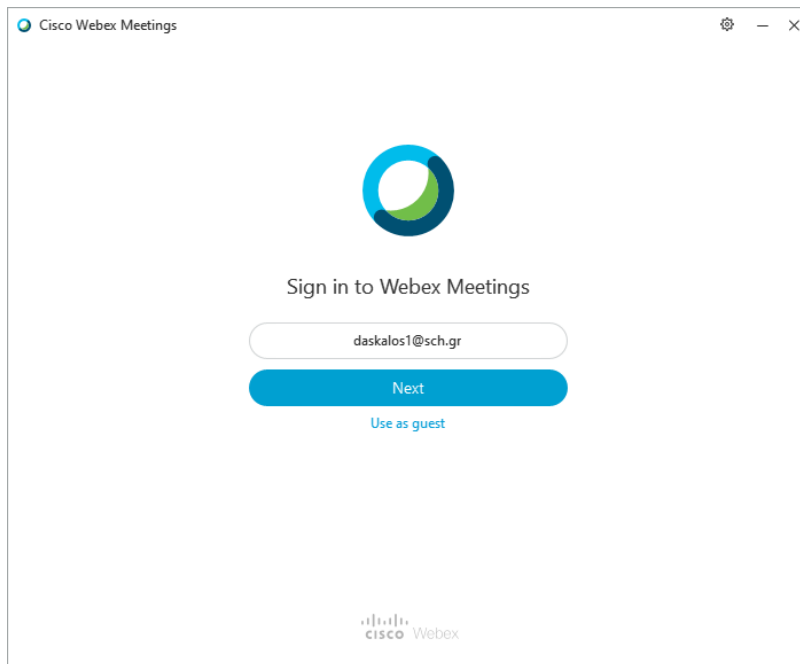 Cisco Webex Meetings
Sign in to Webex Meetings
daskalos1@sch.gr
Next
Use as guest
cisco Webex